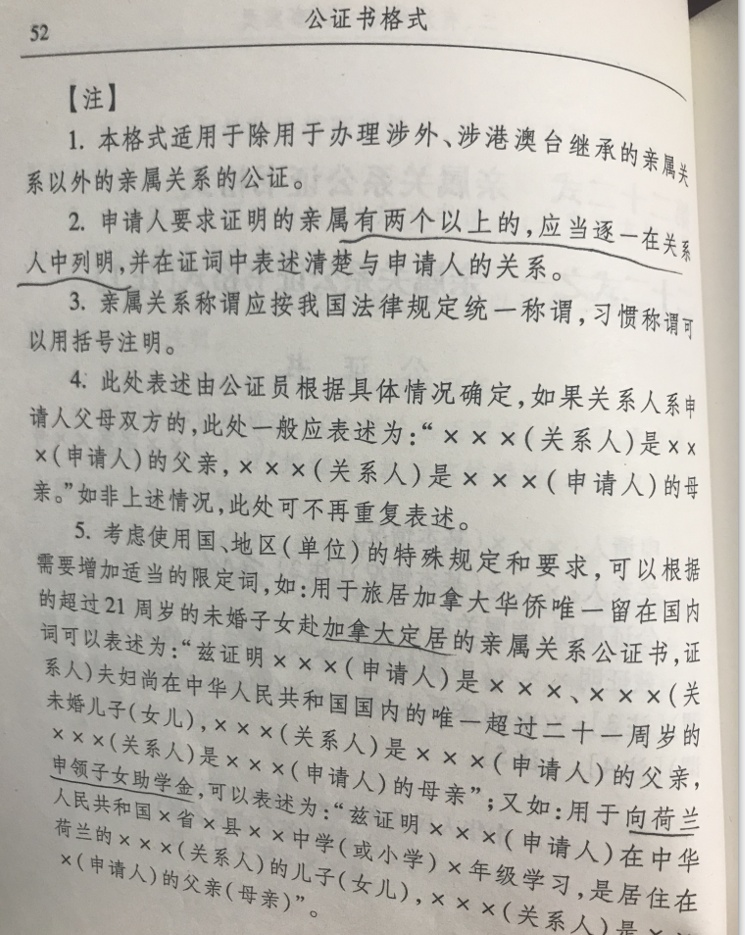 52
公证书格式
【注】
1. 本格式适用于除用于办理涉外、涉港澳台继承的亲属关
系以外的亲属关系的公证。
2. 申请人要求证明的亲属有两个以上的,应当逐一在关系
人中列明,并在证词中表述清楚与申请人的关系。
3. 亲属关系称谓应按我国法律规定统一称谓,习惯称谓可
以用括号注明。
4. 此处表述由公证员根据具体情况确定,如果关系人系申
请人父母双方的,此处一般应表述为:“×××(关系人)是××
×(申请人)的父亲,×××(关系人)是×××(申请人)的母
亲。”如非上述情况,此处可不再重复表述。
5. 考虑使用国、地区(单位)的特殊规定和要求,可以根据
需要增加适当的限定词,如:用于旅居加拿大华侨唯一留在国内
的超过21周岁的未婚子女赴加拿大定居的亲属关系公证书,证
词可以表述为:“兹证明×××(申请人)是×××、×××(关
系人)夫妇尚在中华人民共和国国内的唯一超过二十一周岁的
未婚儿子(女儿),×××(关系人)是×××(申请人)的父亲,
×××(关系人)是×××(申请人)的母亲”;又如:用于向荷兰
申领子女助学金,可以表述为:“兹证明×××(申请人)在中华
人民共和国×省×县××中学(或小学)×年级学习,是居住在
荷兰的×××(关系人)的儿子(女儿),×××(关系人)是×
×(申请人)的父亲(母亲)”。